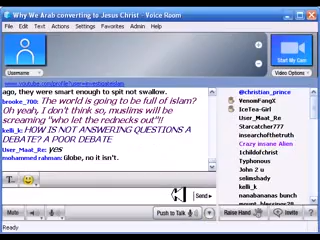 Why We Arab converting to Jesus Christ - Voice Room
File Edit Text Actions Settings Friends Help
Username
Start My Cam
Video Options
ago, they were smart enough to spit not swallow.
brooke_700: The world is going to be full of islam?
Oh yeah, I don't think so, muslims will be
screaming "who let the rednecks out"!!
kelli_k: HOW IS NOT ANSWERING QUESTIONS A
DEBATE? A POOR DEBATE
User_Maat_Re: yes
mohammed rahman: Globe, no it isn't.
@christian_prince
VenomFangX
IceTea-Girl
User_Maat_Re
Starcatcher777
insearchofthetruth
Crazy insane Alien
1childofchrist
Typhonous
John 2 u
selimshady
kelli_k
nanabananas bunch
Send
Mute
Push to Talk
Raise Hand
Invite
Ready